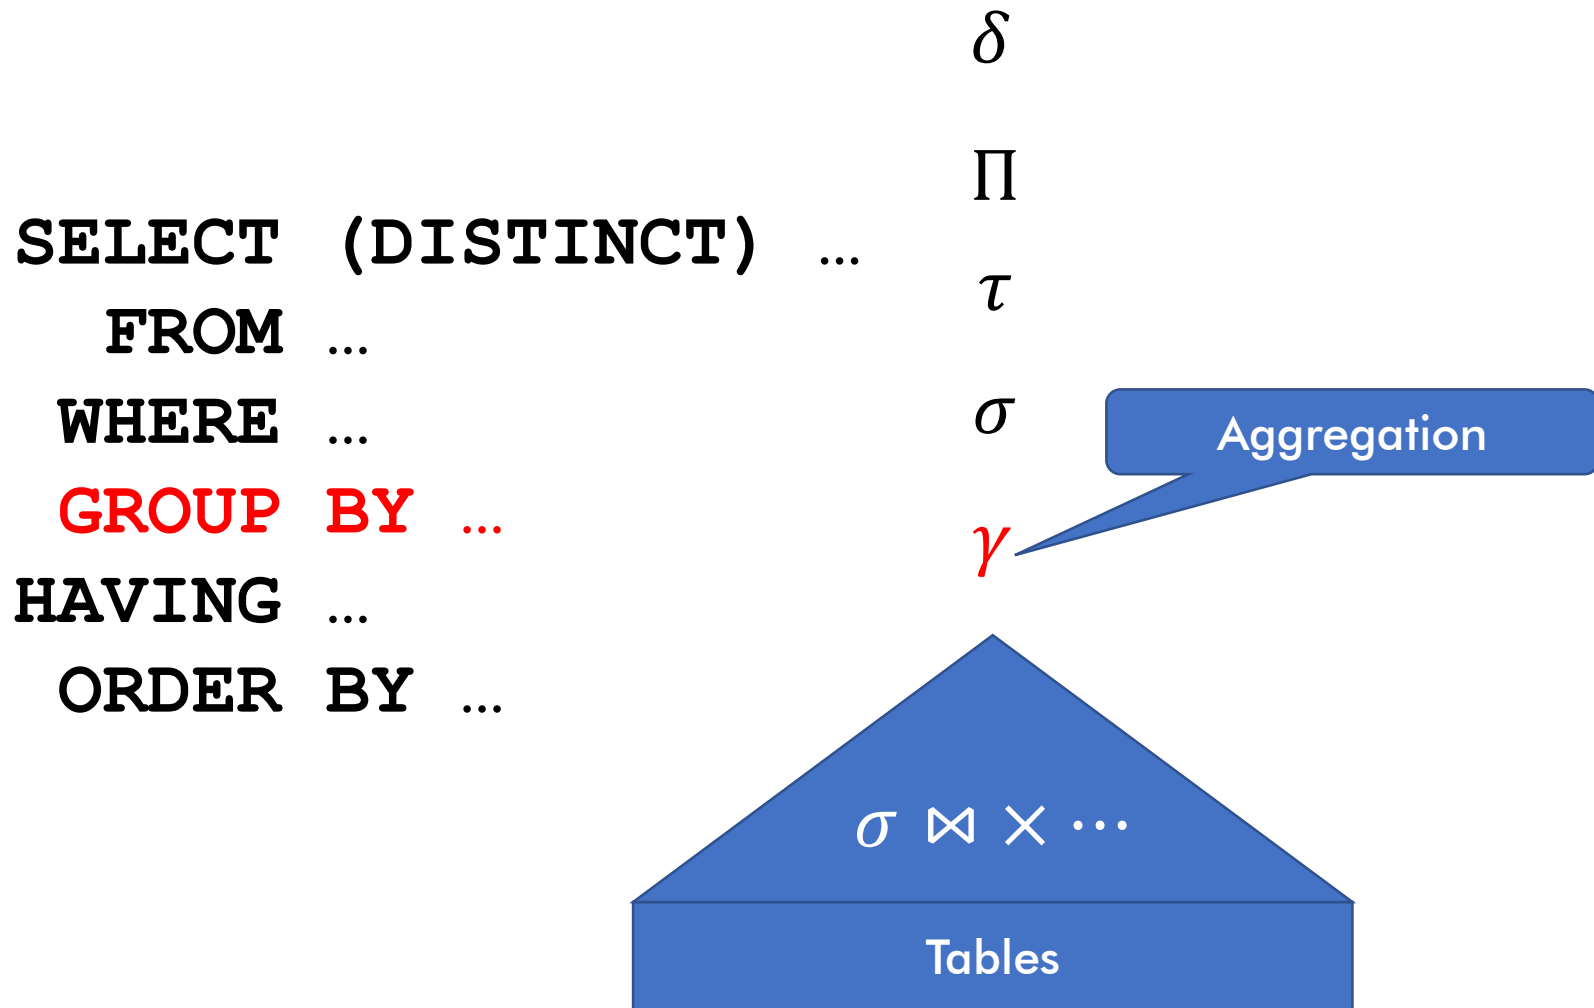 SELECT (DISTINCT) …
FROM …
WHERE …
GROUP BY …
HAVING …
ORDER BY …
δ
Π
τ
σ
γ
Aggregation
σ ⋈ × ⋯
Tables